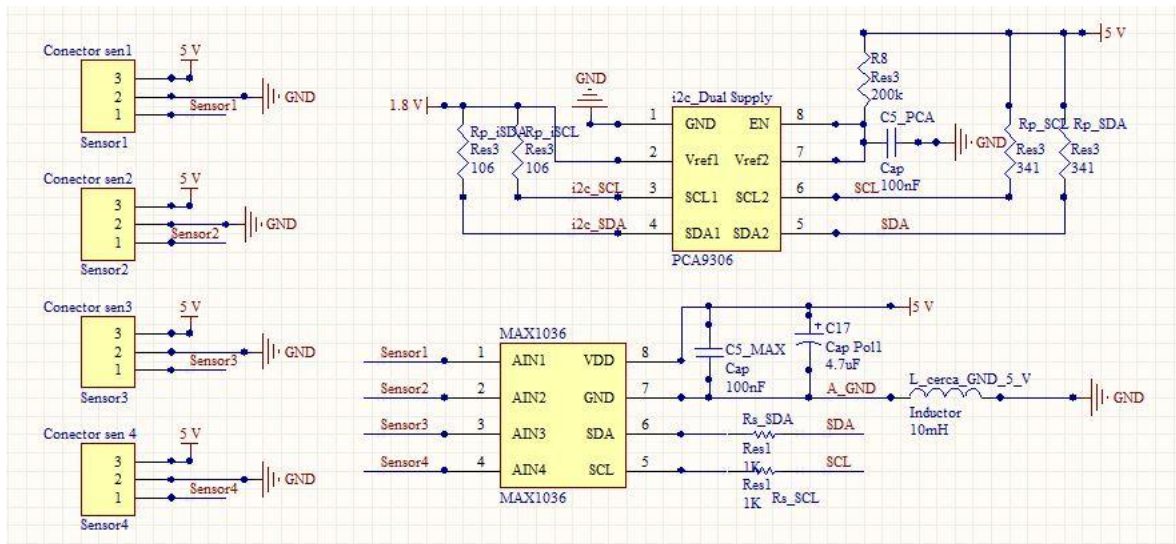 Conector sen1
5 V
3
2
1
GND
Sensor1
Sensor1
Conector sen2
5 V
3
2
1
GND
Sensor2
Sensor2
Conector sen3
5 V
3
2
1
GND
Sensor3
Sensor3
Conector sen 4
5 V
3
2
1
GND
Sensor4
Sensor4
1.8 V
GND
Rp_iSDA
Res3
106
Rp_iSCL
Res3
106
i2c_SCL
i2c_SDA
i2c_Dual Supply
1 GND EN 8
2 Vref1 Vref2 7
3 SCL1 SCL2 6
4 SDA1 SDA2 5
PCA9306
R8
Res3
200k
C5_PCA
Cap
100nF
GND
SCL
SDA
Rp_SCL
Res3
341
Rp_SDA
Res3
341
5 V
MAX1036
Sensor1 1 AIN1 VDD 8
Sensor2 2 AIN2 GND 7
Sensor3 3 AIN3 SDA 6
Sensor4 4 AIN4 SCL 5
MAX1036
C5_MAX
Cap
100nF
C17
Cap Pol1
4.7uF
5 V
A_GND
L_cerca_GND_5_V
Inductor
10mH
GND
Rs_SDA
SDA
Res1
1K
SCL
Res1
1K
Rs_SCL